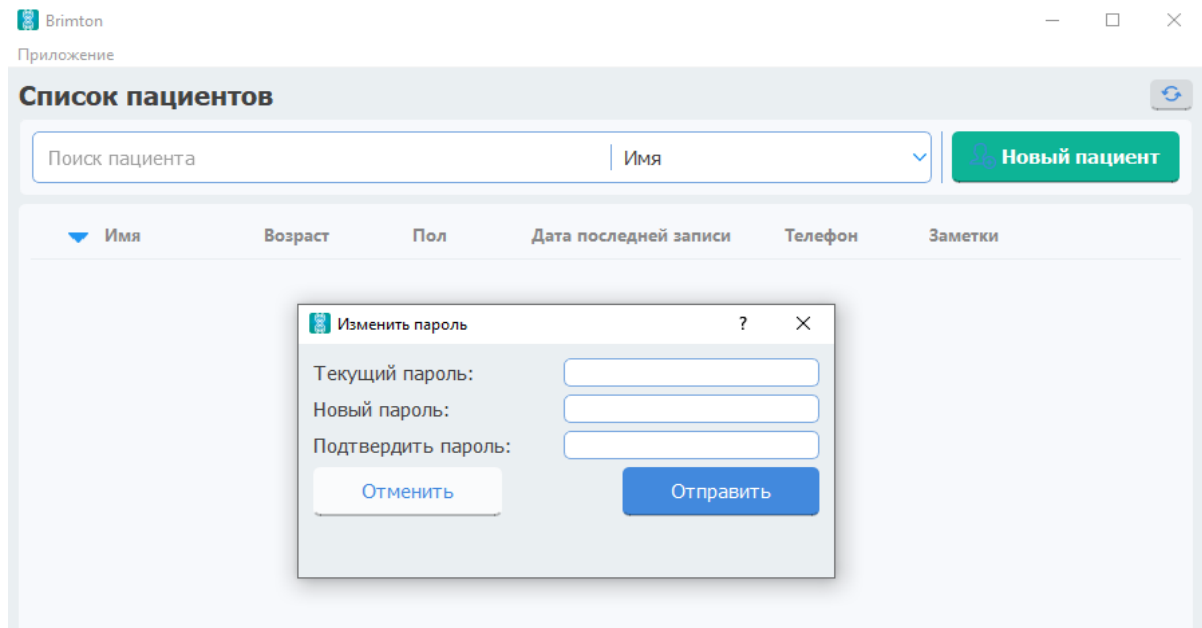 Brimton
Приложение
Список пациентов
Поиск пациента Имя Новый пациент
Имя Возраст Пол Дата последней записи Телефон Заметки
Изменить пароль ?
Текущий пароль:
Новый пароль:
Подтвердить пароль:
Отменить Отправить